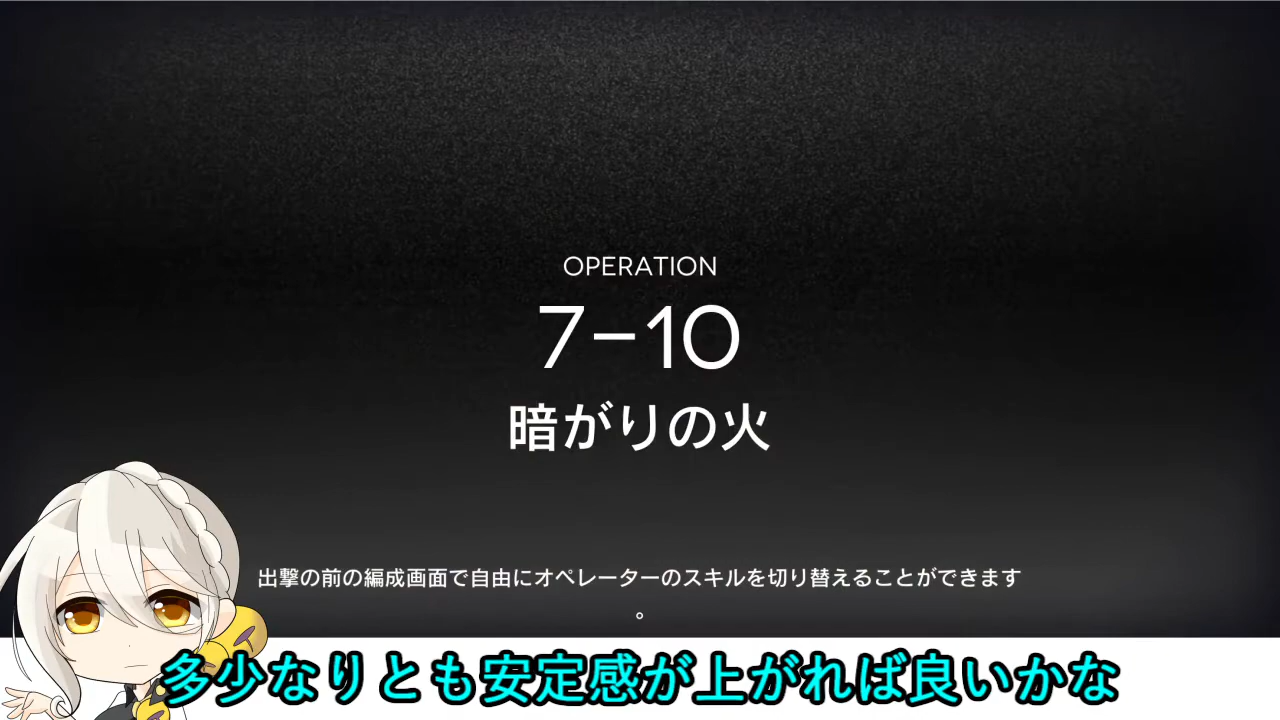 OPERATION
7-10
暗がりの火
出撃の前の編成画面で自由にオペレーターのスキルを切り替えることができます
。
多少なりとも安定感が上がれば良いかな